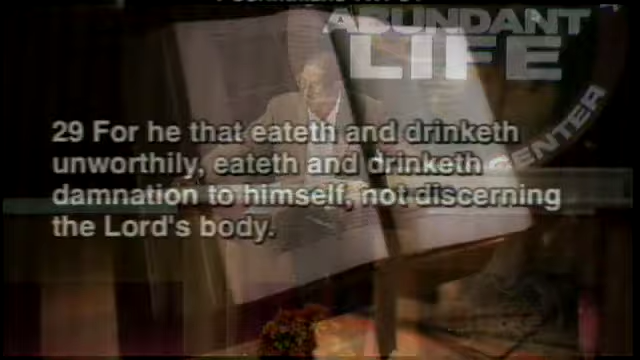 ABUNDANT
LIFE
CENTER
29 For he that eateth and drinketh
unworthily, eateth and drinketh
damnation to himself, not discerning
the Lord's body.